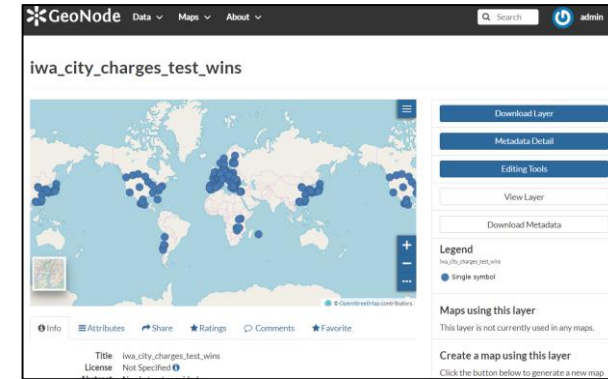 GeoNode Data Maps About Search admin
iwa_city_charges_test_wins
© OpenStreetMap contributors.
Info Attributes Share Ratings Comments Favorite
Title iwa_city_charges_test_wins
License Not Specified
Download Layer
Metadata Detail
Editing Tools
View Layer
Download Metadata
Legend
iwa_city_charges_test_wins
Single symbol
Maps using this layer
This layer is not currently used in any maps.
Create a map using this layer
Click the button below to generate a new map